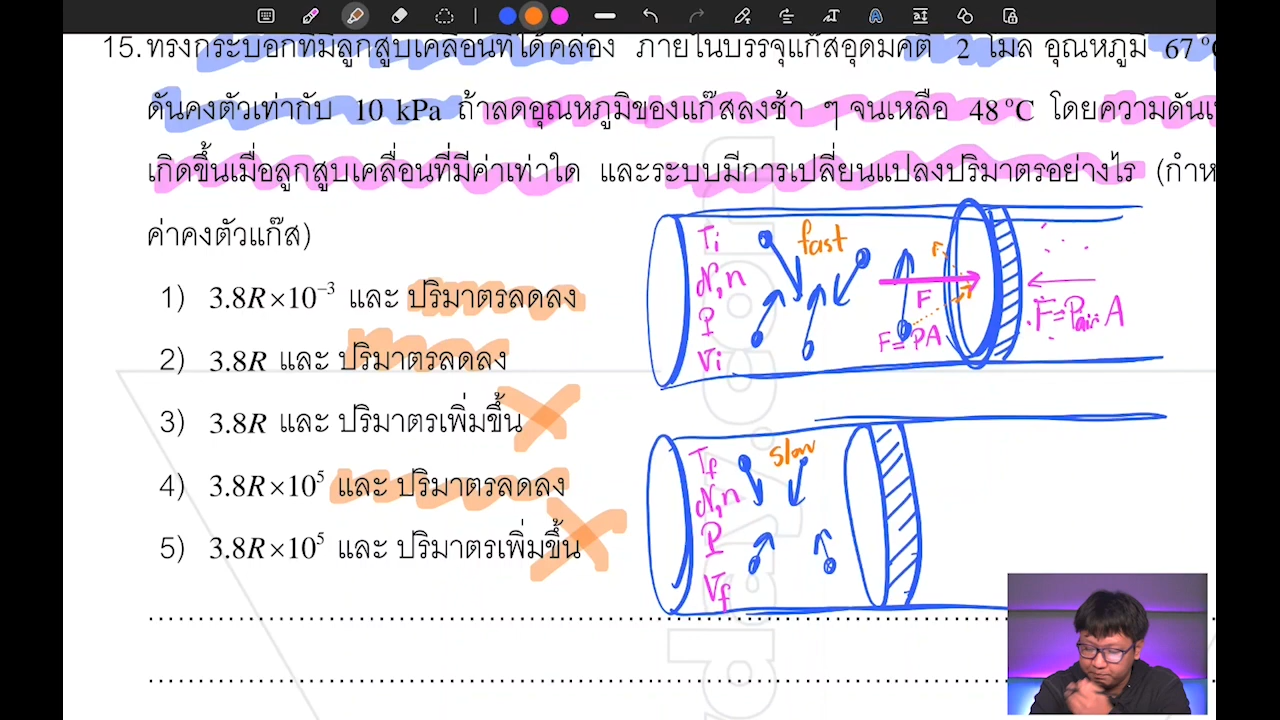 15. ทรงกระบอกที่มีลูกสูบเคลื่อนที่ได้คล่อง ภายในบรรจุแก๊สอุดมคติ 2 โมล อุณหภูมิ 67 °
ดันคงตัวเท่ากับ 10 kPa ถ้าลดอุณหภูมิของแก๊สลงช้า ๆ จนเหลือ 48 °C โดยความดัน
เกิดขึ้นเมื่อลูกสูบเคลื่อนที่มีค่าเท่าใด และระบบมีการเปลี่ยนแปลงปริมาตรอย่างไร (กำห
ค่าคงตัวแก๊ส)
1) 3.8R×10⁻³ และ ปริมาตรลดลง
2) 3.8R และ ปริมาตรลดลง
3) 3.8R และ ปริมาตรเพิ่มขึ้น
4) 3.8R×10⁵ และ ปริมาตรลดลง
5) 3.8R×10⁵ และ ปริมาตรเพิ่มขึ้น
Ti
N, n
P
Vi
fast
F
F = PA
F = Pair A
Tf
N, n
P
Vf
slow